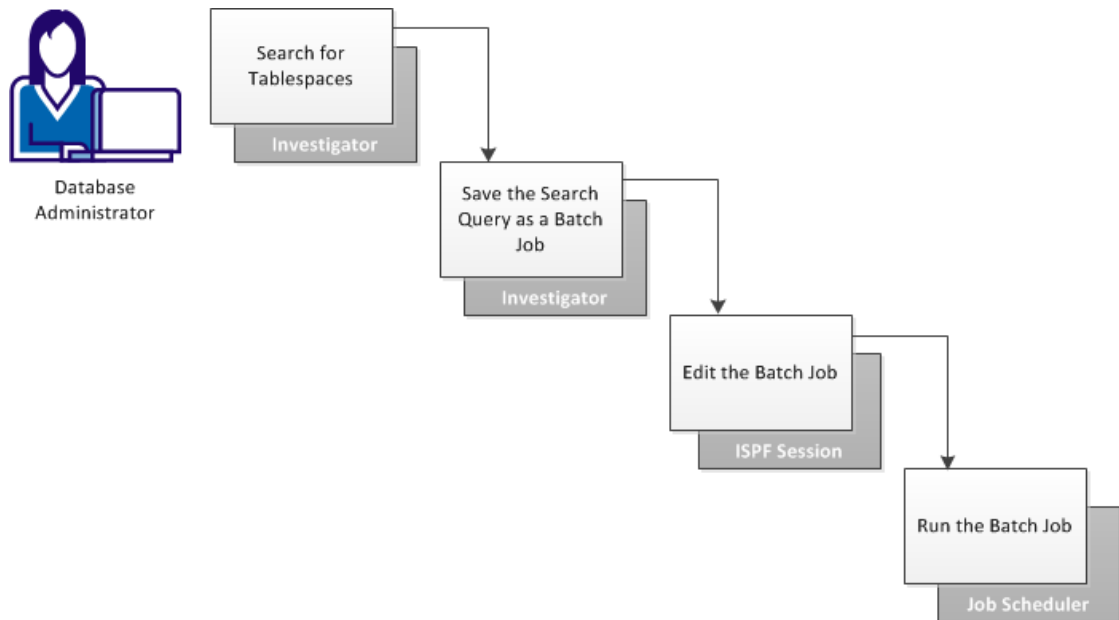 Database
Administrator
Search for
Tablespaces
Investigator
Save the Search
Query as a Batch
Job
Investigator
Edit the Batch Job
ISPF Session
Run the Batch Job
Job Scheduler